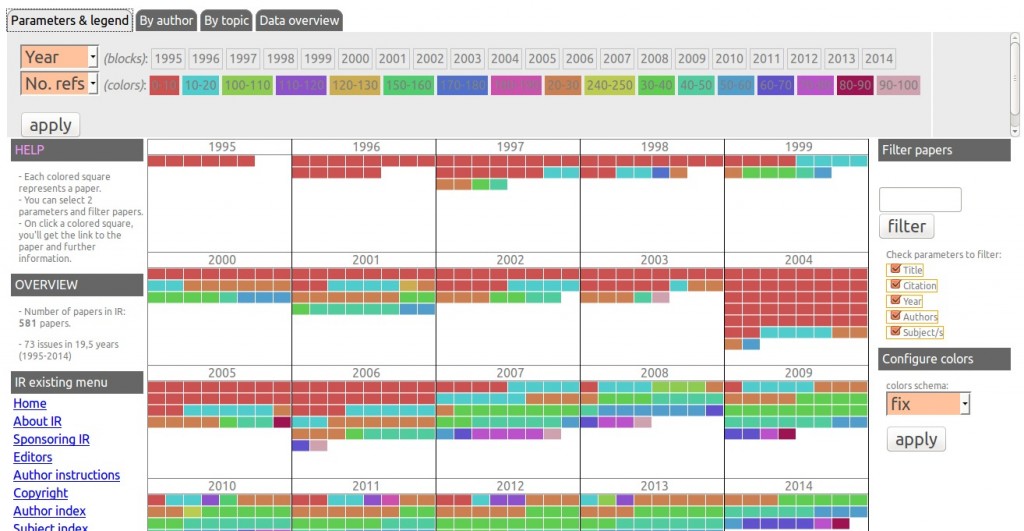 Parameters & legend By author By topic Data overview
Year (blocks): 1995 1996 1997 1998 1999 2000 2001 2002 2003 2004 2005 2006 2007 2008 2009 2010 2011 2012 2013 2014
No. refs (colors): 0-10 10-20 100-110 110-120 120-130 150-160 170-180 20-30 240-250 30-40 40-50 50-60 60-70 80-90 90-100
apply
HELP
- Each colored square
represents a paper.
- You can select 2
parameters and filter papers.
- On click a colored square,
you'll get the link to the
paper and further
information.
OVERVIEW
- Number of papers in IR:
581 papers.
- 73 issues in 19,5 years
(1995-2014)
IR existing menu
Home
About IR
Sponsoring IR
Editors
Author instructions
Copyright
Author index
Subject index
1995 1996 1997 1998 1999
2000 2001 2002 2003 2004
2005 2006 2007 2008 2009
2010 2011 2012 2013 2014
Filter papers
filter
Check parameters to filter:
Title
Citation
Year
Authors
Subject/s
Configure colors
colors schema:
fix
apply